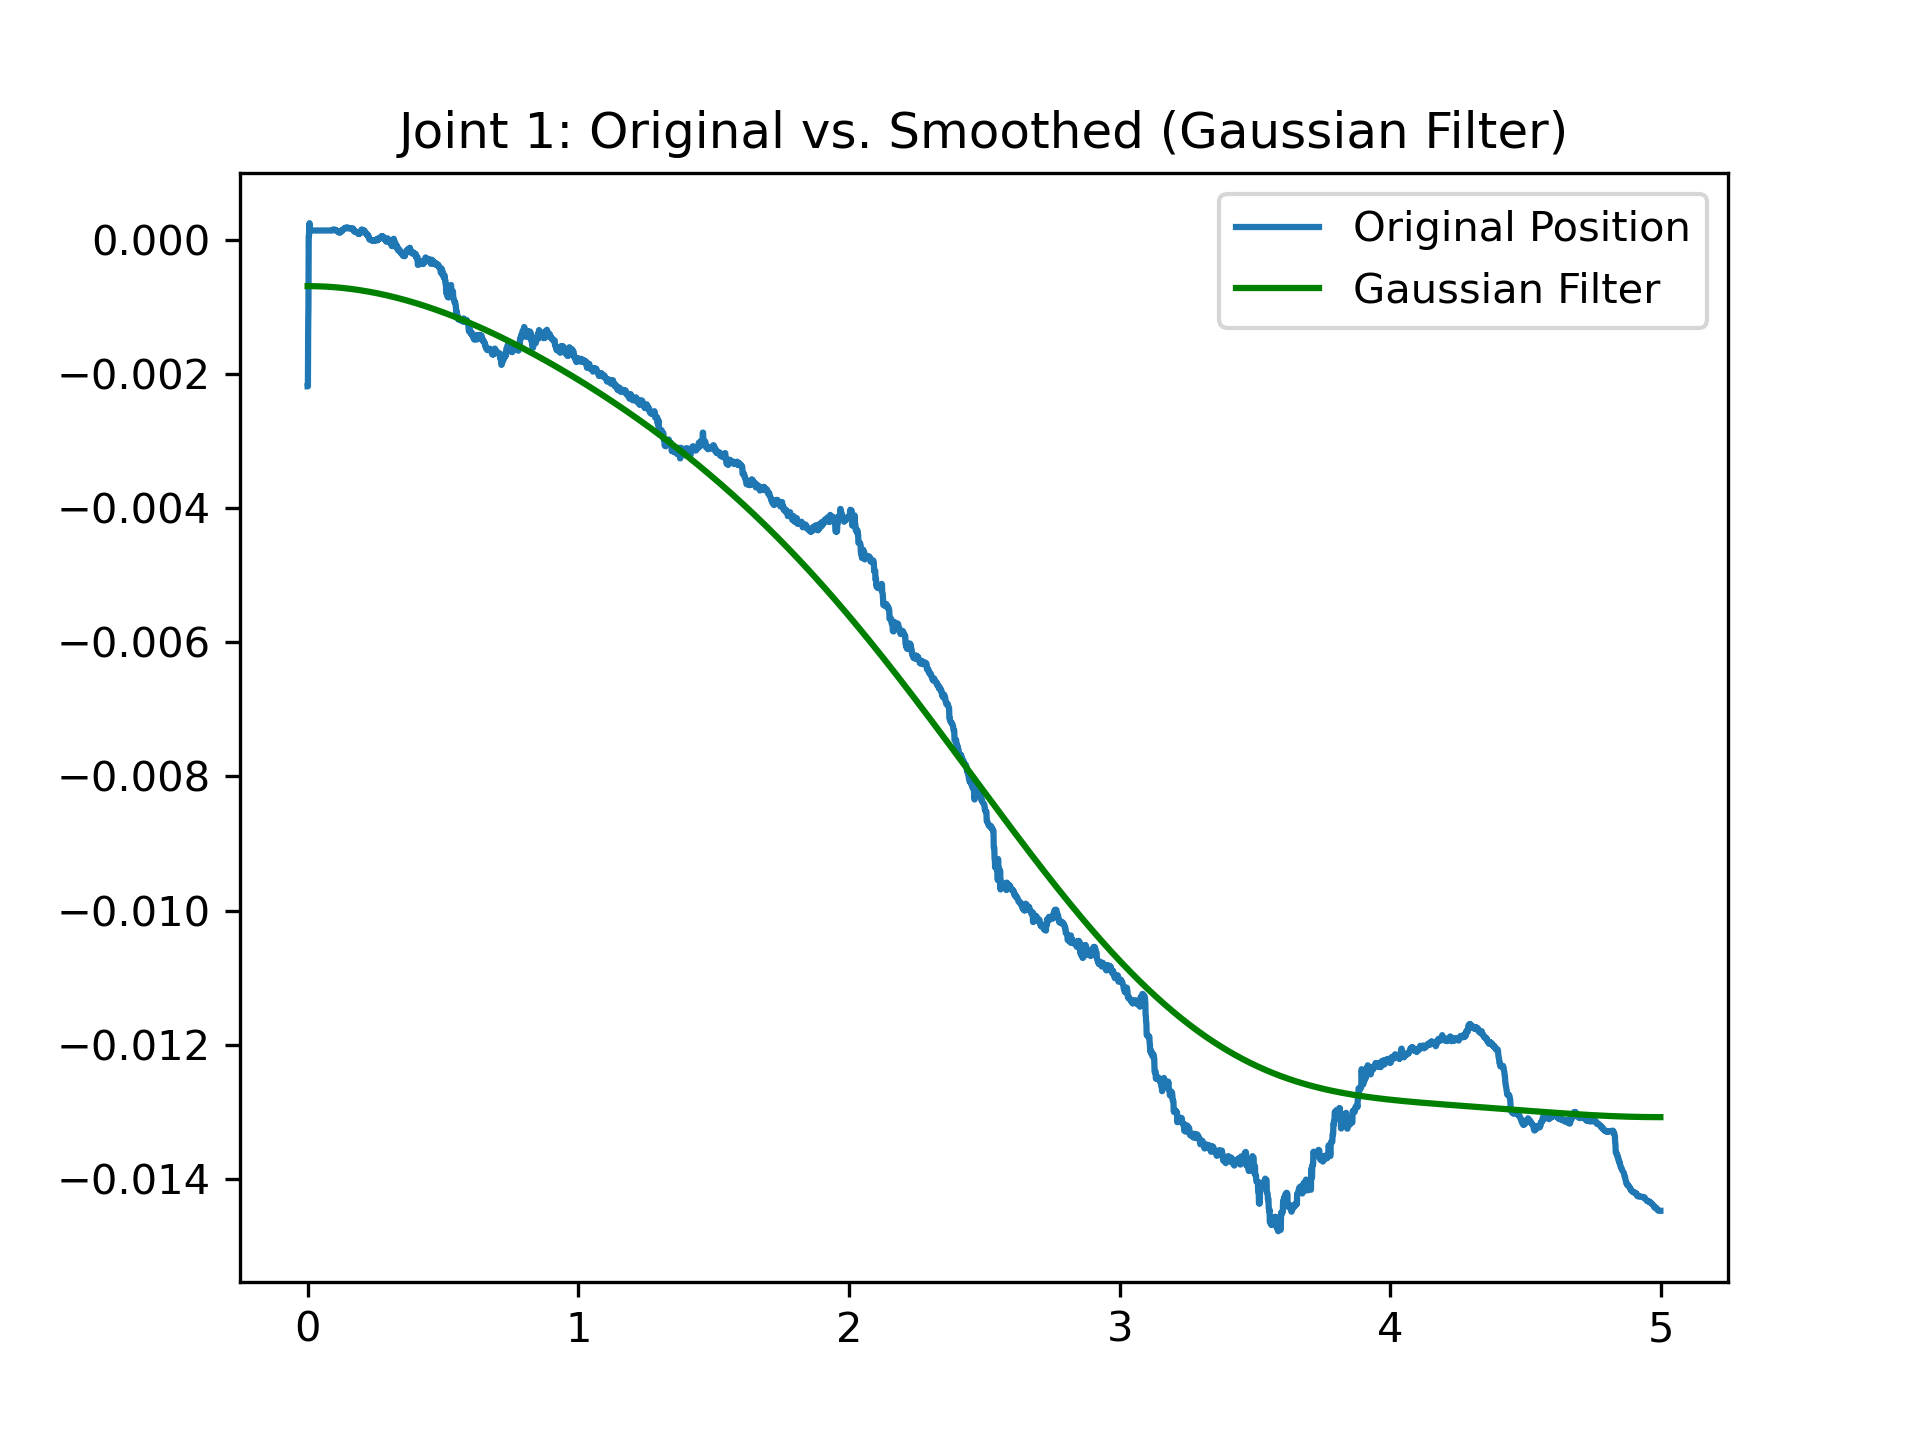 Joint 1: Original vs. Smoothed (Gaussian Filter)
Original Position
Gaussian Filter
0.000
−0.002
−0.004
−0.006
−0.008
−0.010
−0.012
−0.014
0 1 2 3 4 5